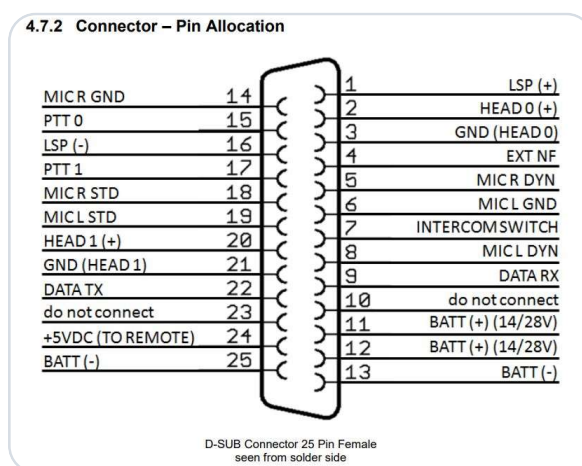 4.7.2 Connector – Pin Allocation
MIC R GND 14
PTT 0 15
LSP (-) 16
PTT 1 17
MIC R STD 18
MIC L STD 19
HEAD 1 (+) 20
GND (HEAD 1) 21
DATA TX 22
do not connect 23
+5VDC (TO REMOTE) 24
BATT (-) 25
1 LSP (+)
2 HEAD 0 (+)
3 GND (HEAD 0)
4 EXT NF
5 MIC R DYN
6 MIC L GND
7 INTERCOM SWITCH
8 MIC L DYN
9 DATA RX
10 do not connect
11 BATT (+) (14/28V)
12 BATT (+) (14/28V)
13 BATT (-)
D-SUB Connector 25 Pin Female
seen from solder side